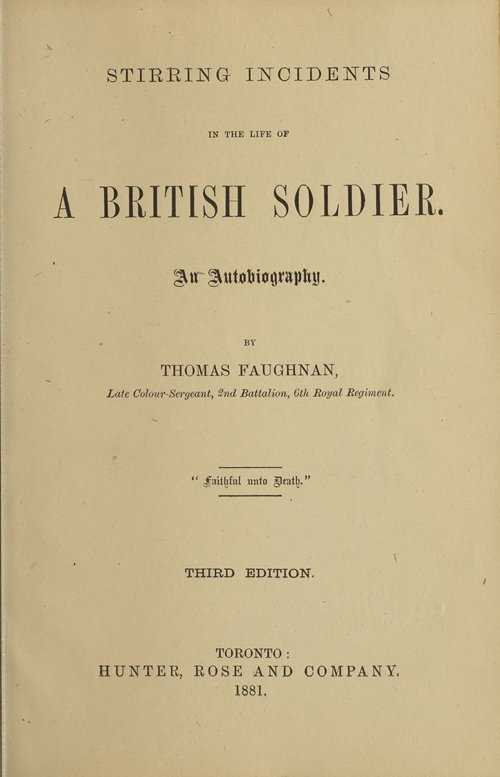 STIRRING INCIDENTS
IN THE LIFE OF
A BRITISH SOLDIER.
An Autobiography.
BY
THOMAS FAUGHNAN,
Late Colour-Sergeant, 2nd Battalion, 6th Royal Regiment.
"Faithful unto Death."
THIRD EDITION.
TORONTO:
HUNTER, ROSE AND COMPANY.
1881.